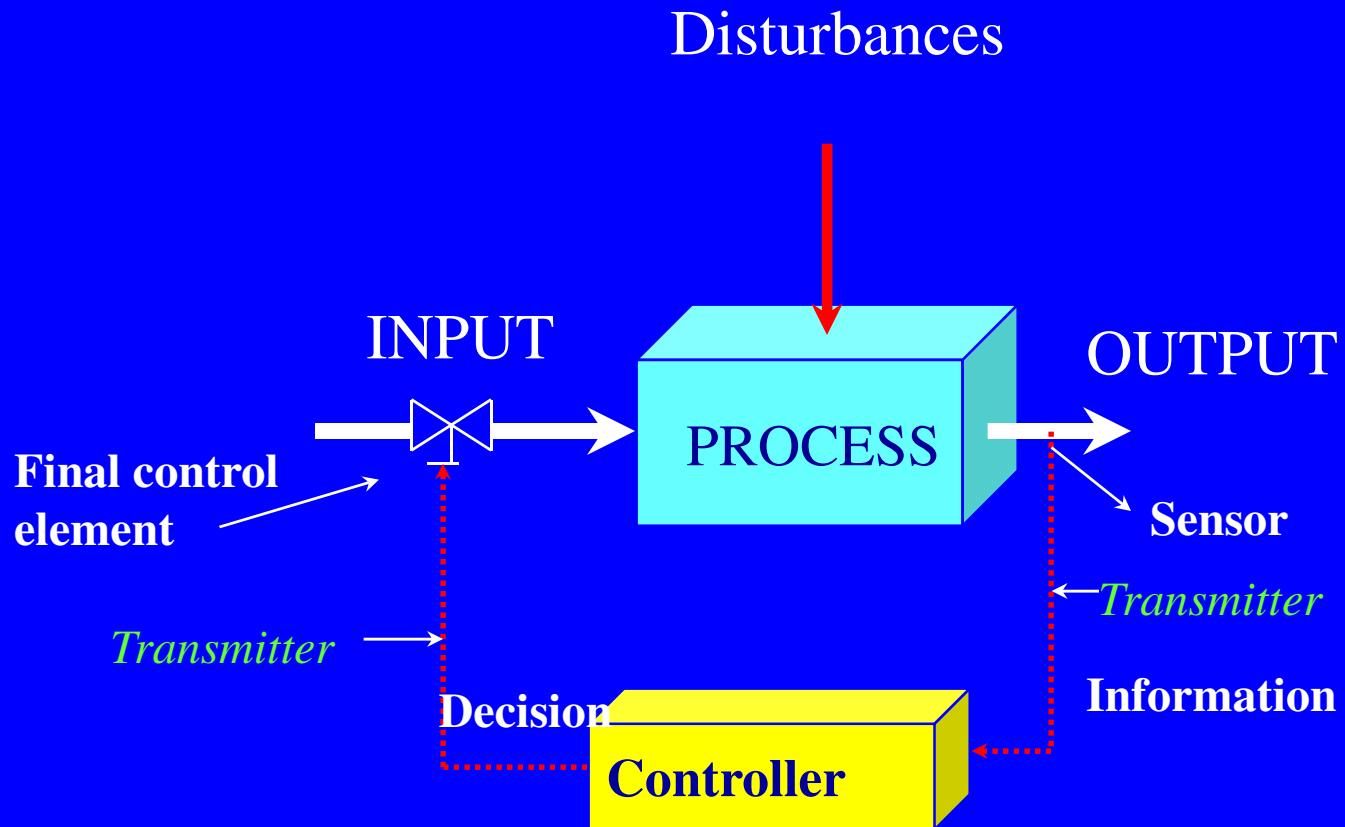 Disturbances
INPUT
OUTPUT
PROCESS
Final control
element
Sensor
Transmitter
Transmitter
Information
Decision
Controller